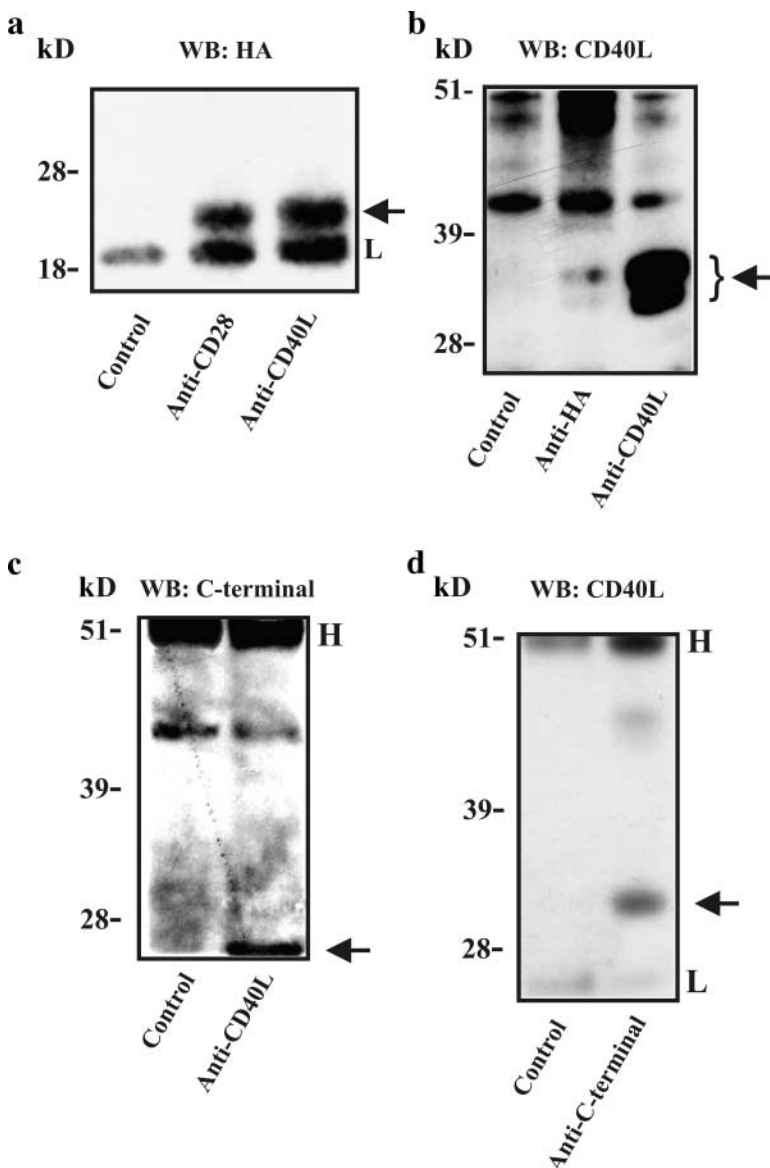 a
kD
WB: HA
28-
18-
L
Control
Anti-CD28
Anti-CD40L
b
kD
WB: CD40L
51-
39-
28-
}
Control
Anti-HA
Anti-CD40L
c
kD
WB: C-terminal
51-
H
39-
28-
Control
Anti-CD40L
d
kD
WB: CD40L
51-
H
39-
28-
L
Control
Anti-C-terminal